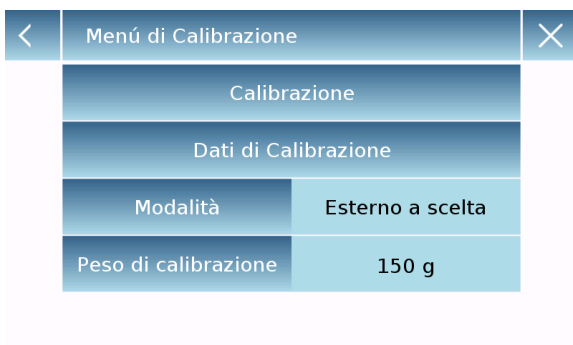 Menú di Calibrazione
Calibrazione
Dati di Calibrazione
Modalità Esterno a scelta
Peso di calibrazione 150 g